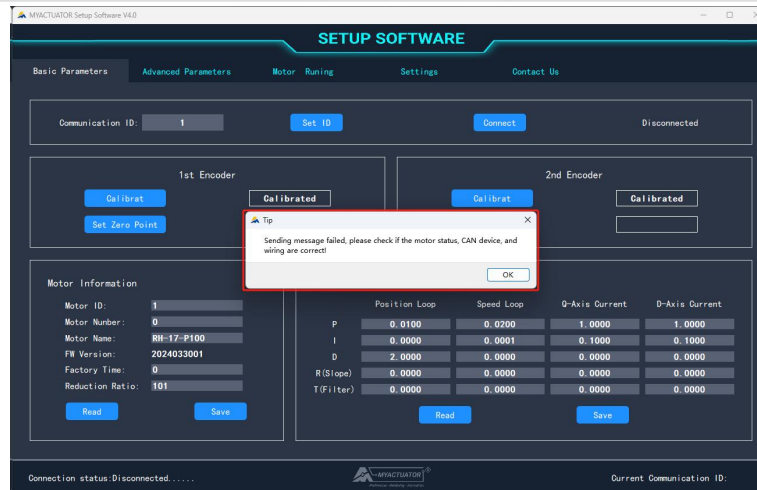 MYACTUATOR Setup Software V4.0
SETUP SOFTWARE
Basic Parameters Advanced Parameters Motor Runing Settings Contact Us
Communication ID: 1 Set ID Connect Disconnected
1st Encoder 2nd Encoder
Calibrat Calibrated Calibrat Calibrated
Set Zero Point
Tip
Sending message failed, please check if the motor status, CAN device, and
wiring are correct!
OK
Motor Information
Position Loop Speed Loop Q-Axis Current D-Axis Current
Motor ID: 1
Motor Nunber: 0
Motor Name: RH-17-P100
FW Version: 2024033001
Factory Time: 0
Reduction Ratio: 101
P 0.0100 0.0200 1.0000 1.0000
I 0.0000 0.0001 0.1000 0.1000
D 2.0000 0.0000 0.0000 0.0000
R(Slope) 0.0000 0.0000 0.0000 0.0000
T(Filter) 0.0000 0.0000 0.0000 0.0000
Read Save Read Save
Connection status:Disconnected...... MYACTUATOR® Current Communication ID: